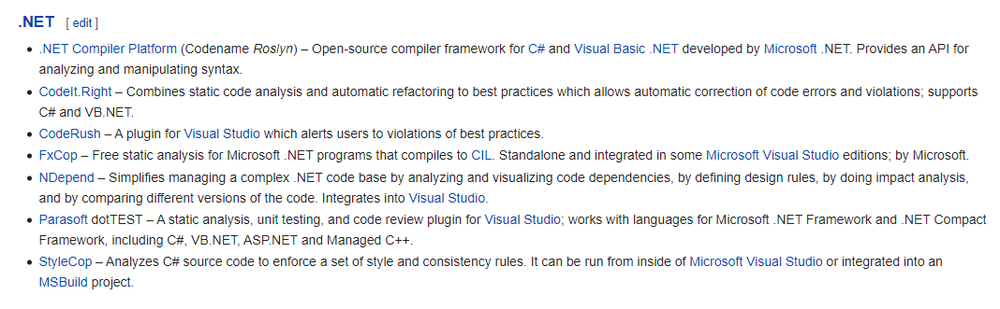 .NET [ edit ]
• .NET Compiler Platform (Codename Roslyn) – Open-source compiler framework for C# and Visual Basic .NET developed by Microsoft .NET. Provides an API for
analyzing and manipulating syntax.
• CodeIt.Right – Combines static code analysis and automatic refactoring to best practices which allows automatic correction of code errors and violations; supports
C# and VB.NET.
• CodeRush – A plugin for Visual Studio which alerts users to violations of best practices.
• FxCop – Free static analysis for Microsoft .NET programs that compiles to CIL. Standalone and integrated in some Microsoft Visual Studio editions; by Microsoft.
• NDepend – Simplifies managing a complex .NET code base by analyzing and visualizing code dependencies, by defining design rules, by doing impact analysis,
and by comparing different versions of the code. Integrates into Visual Studio.
• Parasoft dotTEST – A static analysis, unit testing, and code review plugin for Visual Studio; works with languages for Microsoft .NET Framework and .NET Compact
Framework, including C#, VB.NET, ASP.NET and Managed C++.
• StyleCop – Analyzes C# source code to enforce a set of style and consistency rules. It can be run from inside of Microsoft Visual Studio or integrated into an
MSBuild project.